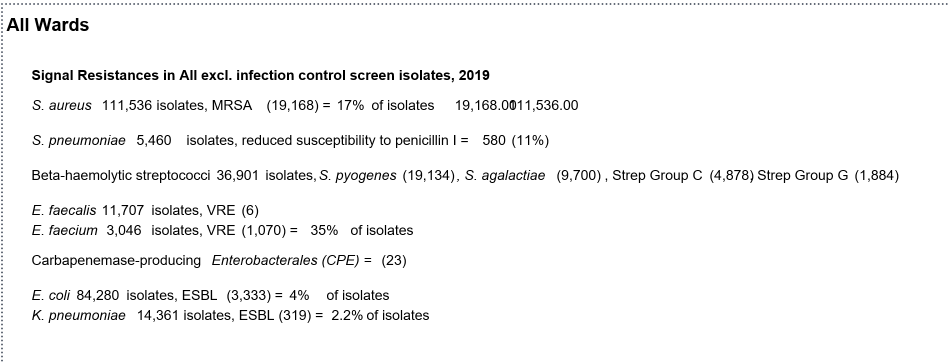 All Wards
Signal Resistances in All excl. infection control screen isolates, 2019
S. aureus 111,536 isolates, MRSA (19,168) = 17% of isolates 19,168.00 111,536.00
S. pneumoniae 5,460 isolates, reduced susceptibility to penicillin I = 580 (11%)
Beta-haemolytic streptococci 36,901 isolates, S. pyogenes (19,134), S. agalactiae (9,700) , Strep Group C (4,878) Strep Group G (1,884)
E. faecalis 11,707 isolates, VRE (6)
E. faecium 3,046 isolates, VRE (1,070) = 35% of isolates
Carbapenemase-producing Enterobacterales (CPE) = (23)
E. coli 84,280 isolates, ESBL (3,333) = 4% of isolates
K. pneumoniae 14,361 isolates, ESBL (319) = 2.2% of isolates